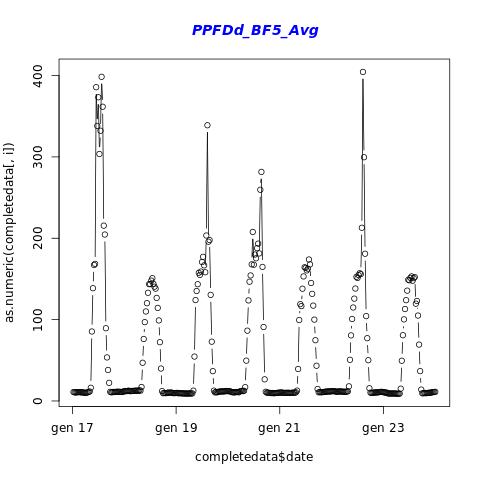 PPFDd_BF5_Avg
as.numeric(completedata[, i])
400
300
200
100
0
gen 17
gen 19
gen 21
gen 23
completedata$date